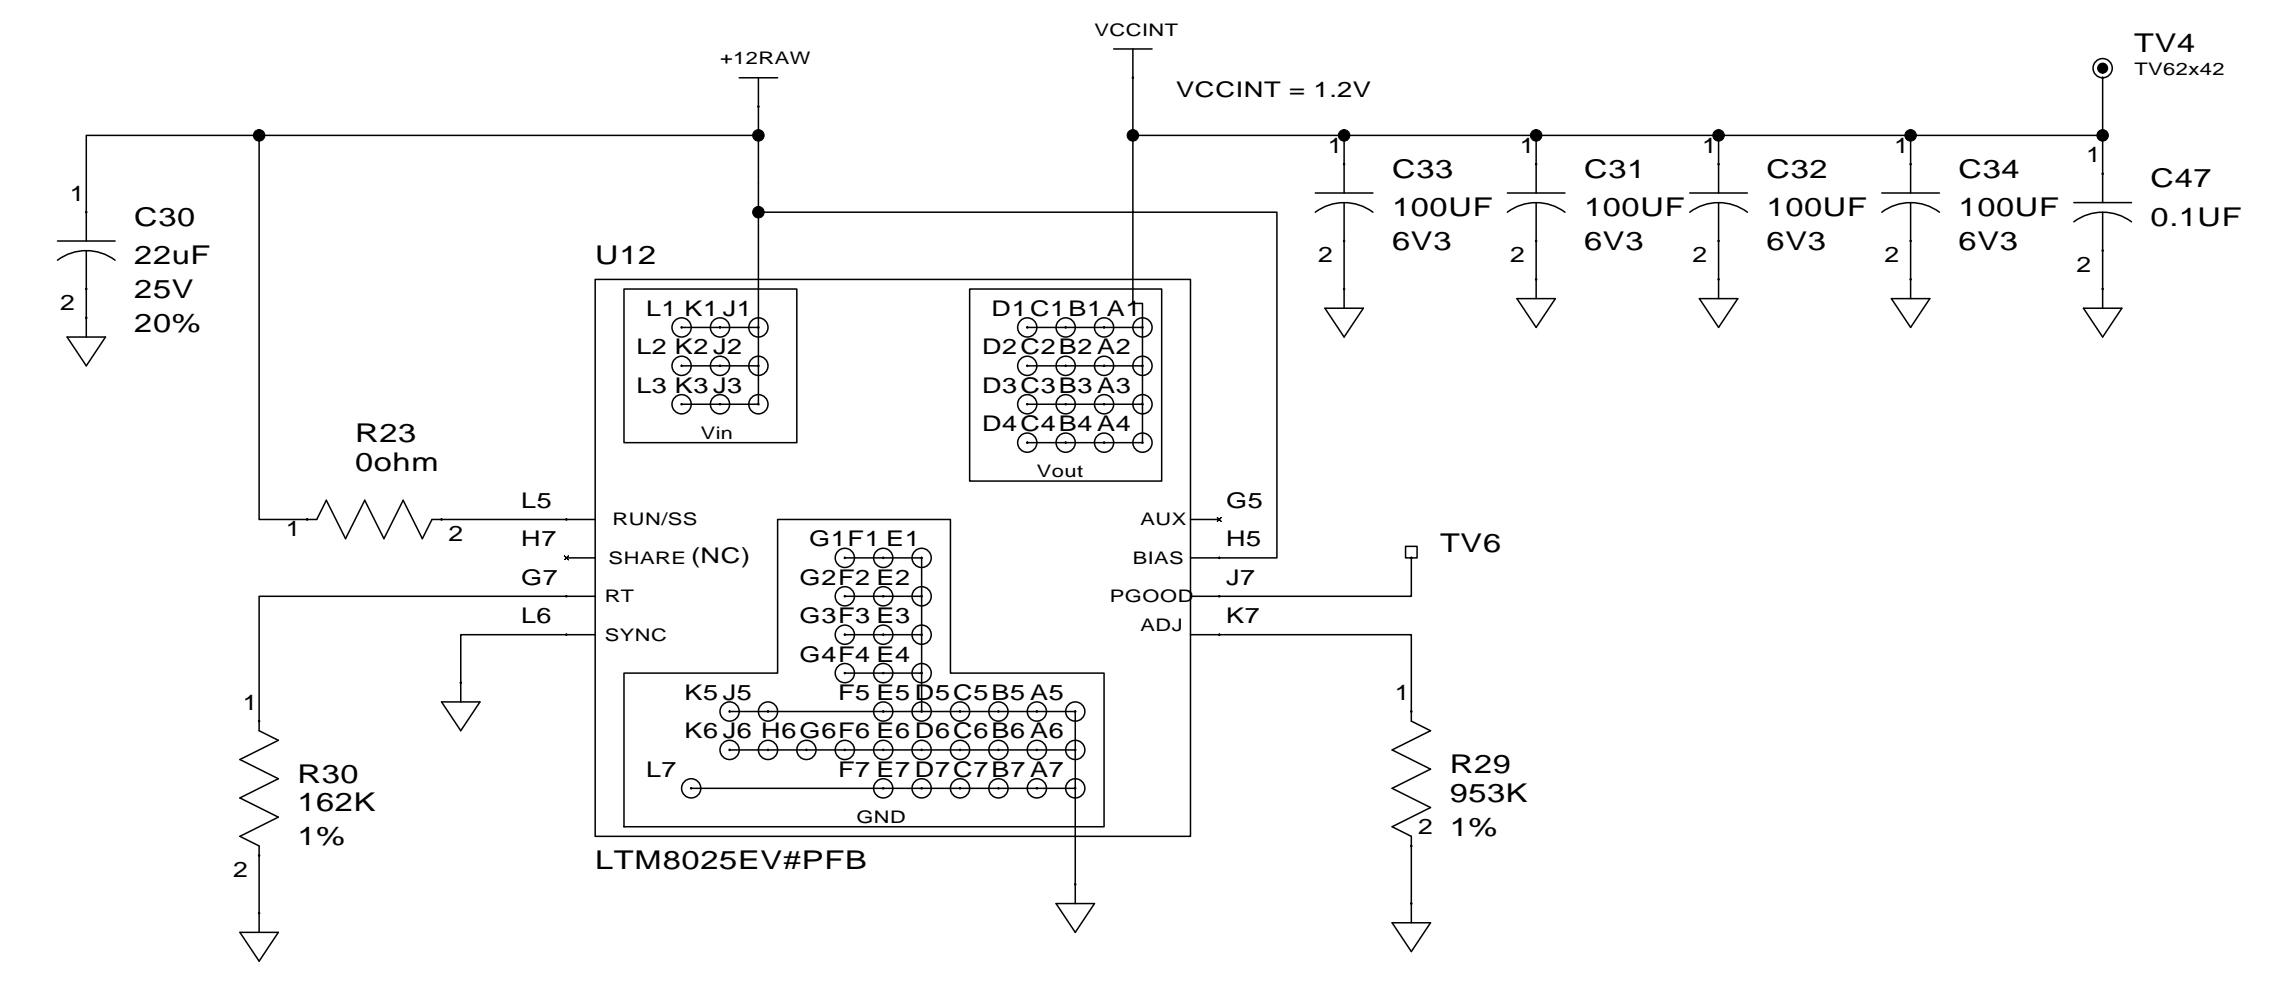 VCCINT
+12RAW
VCCINT = 1.2V
TV4
TV62x42
1
C30
22uF
25V
20%
2
1
C33
100UF
6V3
2
1
C31
100UF
6V3
2
1
C32
100UF
6V3
2
1
C34
100UF
6V3
2
1
C47
0.1UF
2
U12
L1 K1 J1
L2 K2 J2
L3 K3 J3
Vin
D1 C1 B1 A1
D2 C2 B2 A2
D3 C3 B3 A3
D4 C4 B4 A4
Vout
R23
0ohm
1
2
L5
RUN/SS
H7
SHARE (NC)
G7
RT
L6
SYNC
G5
AUX
H5
BIAS
J7
PGOOD
K7
ADJ
TV6
G1 F1 E1
G2 F2 E2
G3 F3 E3
G4 F4 E4
K5 J5 F5 E5 D5 C5 B5 A5
K6 J6 H6 G6 F6 E6 D6 C6 B6 A6
L7 F7 E7 D7 C7 B7 A7
GND
LTM8025EV#PFB
1
R30
162K
1%
2
1
R29
953K
1%
2